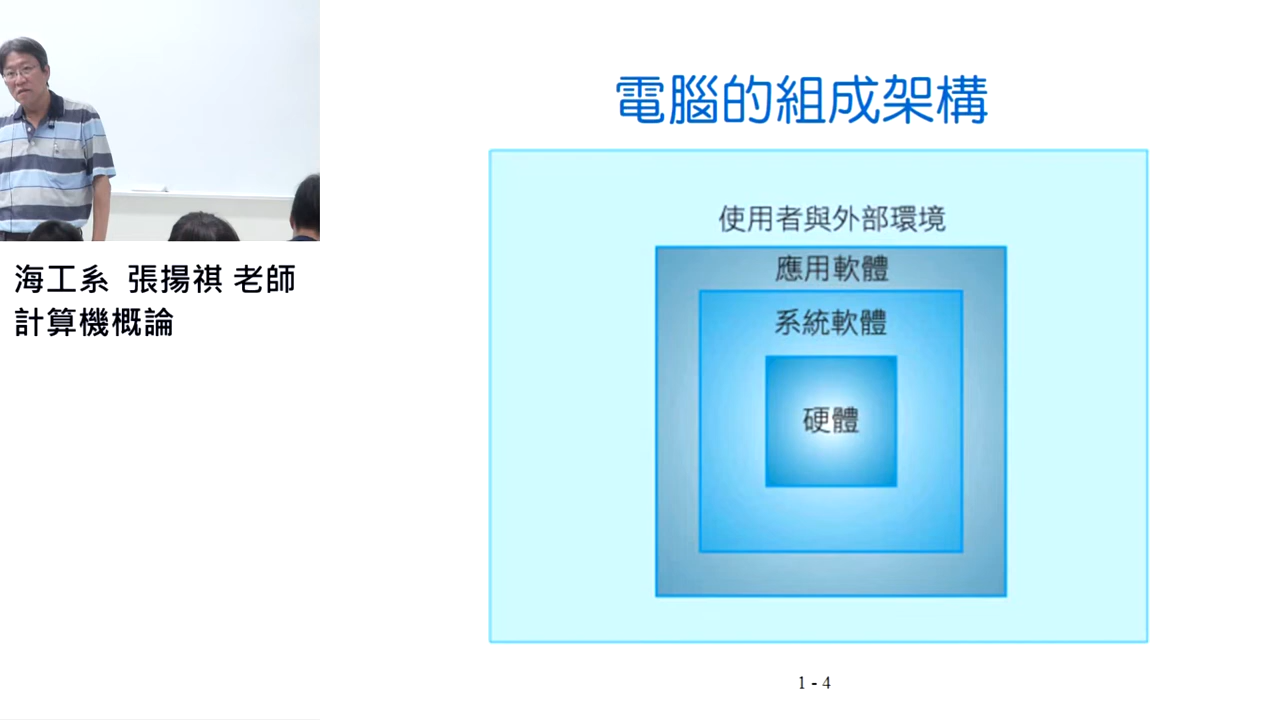 電腦的組成架構
使用者與外部環境
應用軟體
系統軟體
硬體
海工系 張揚祺 老師
計算機概論
1 - 4